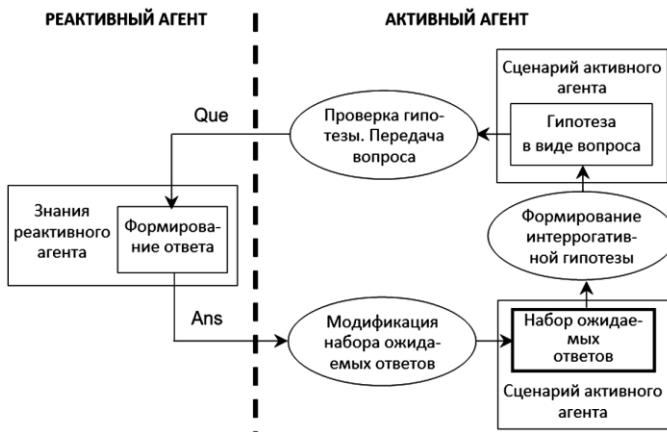 РЕАКТИВНЫЙ АГЕНТ
АКТИВНЫЙ АГЕНТ
Сценарий активного
агента
Гипотеза
в виде вопроса
Проверка гипо-
тезы. Передача
вопроса
Que
Знания
реактивного
агента
Формирова-
ние ответа
Формирование
интеррогатив-
ной гипотезы
Ans
Модификация
набора ожида-
емых ответов
Набор ожидае-
мых
ответов
Сценарий активного
агента